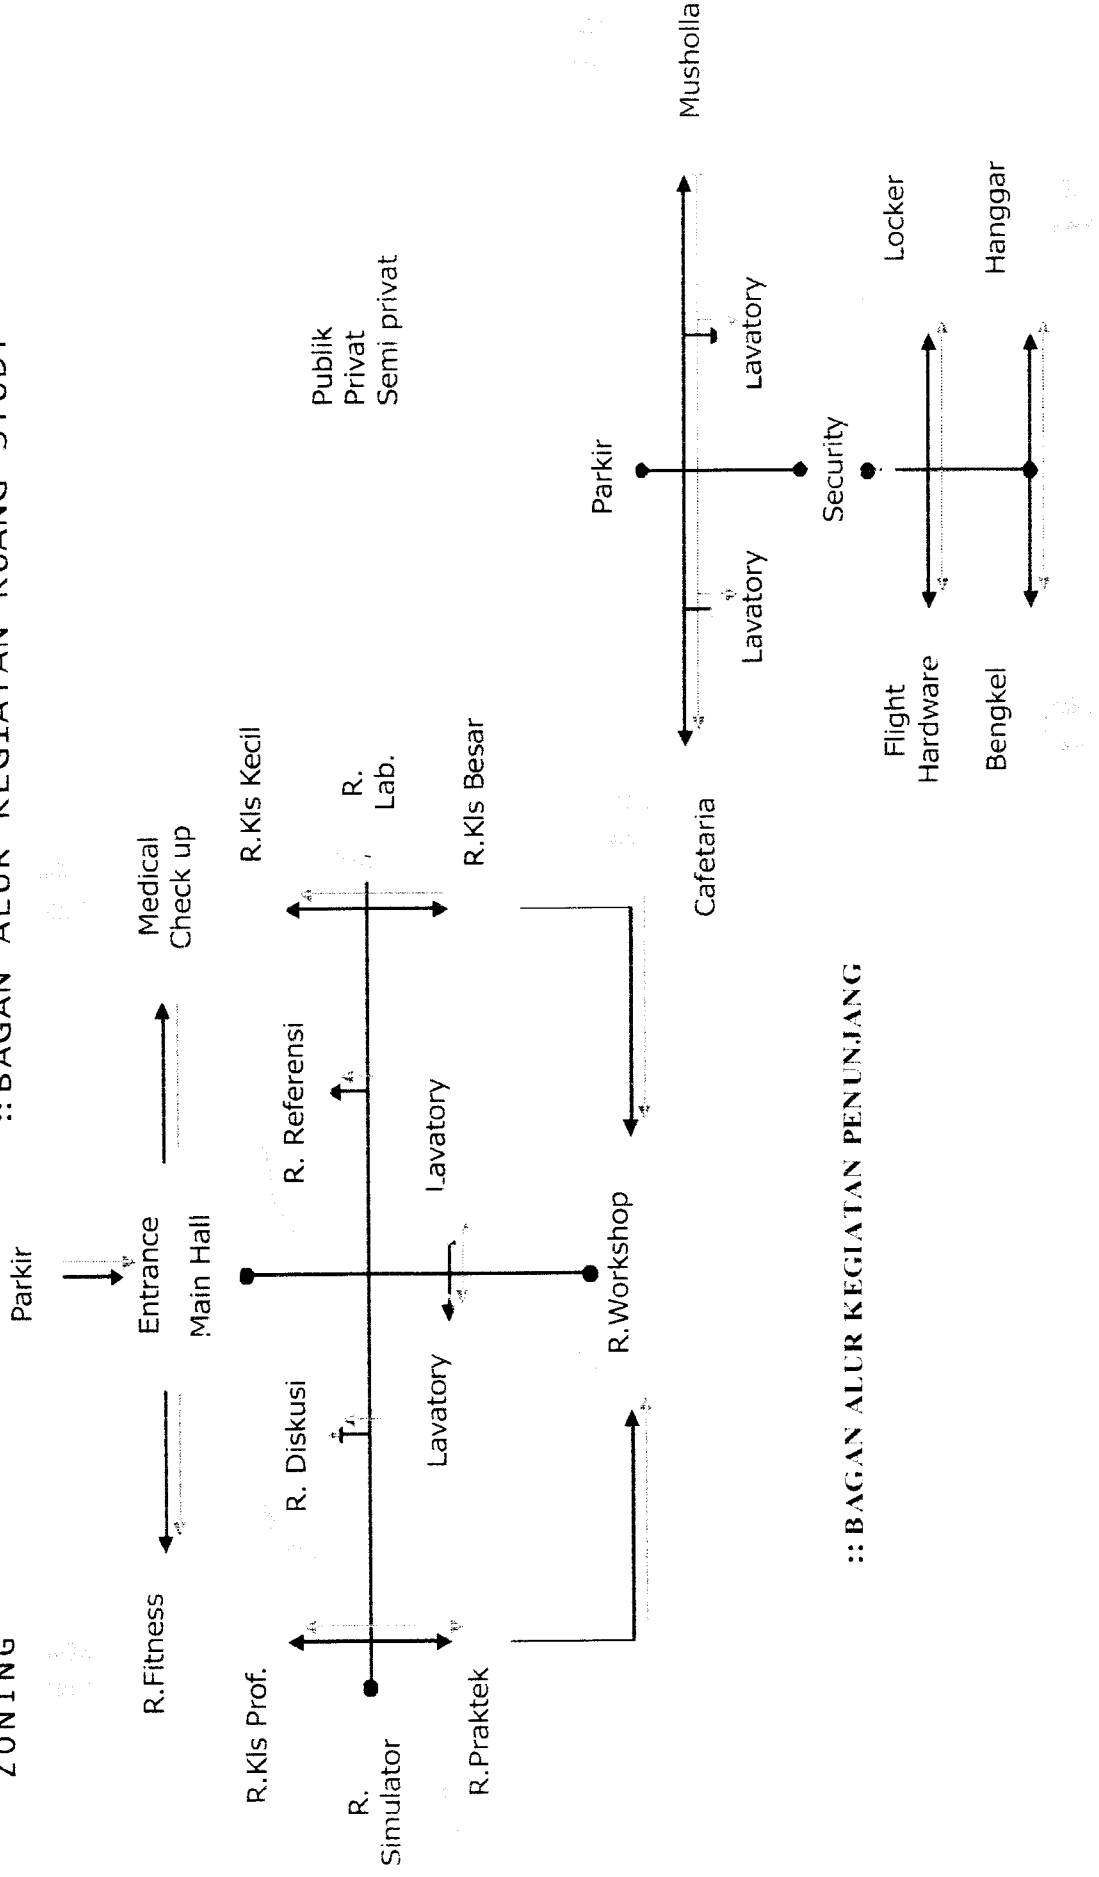 ZONING
::BAGAN ALUR KEGIATAN RUANG STUDY
Parkir
Entrance
Main Hall
R.Fitness
Medical
Check up
R.Kls Prof.
R. Diskusi
R. Referensi
R.Kls Kecil
R.
Simulator
R.
Lab.
R.Praktek
Lavatory
Lavatory
R.Kls Besar
R.Workshop
Publik
Privat
Semi privat
::BAGAN ALUR KEGIATAN PENUNJANG
Parkir
Cafetaria
Musholla
Lavatory
Lavatory
Security
Flight
Hardware
Locker
Bengkel
Hanggar